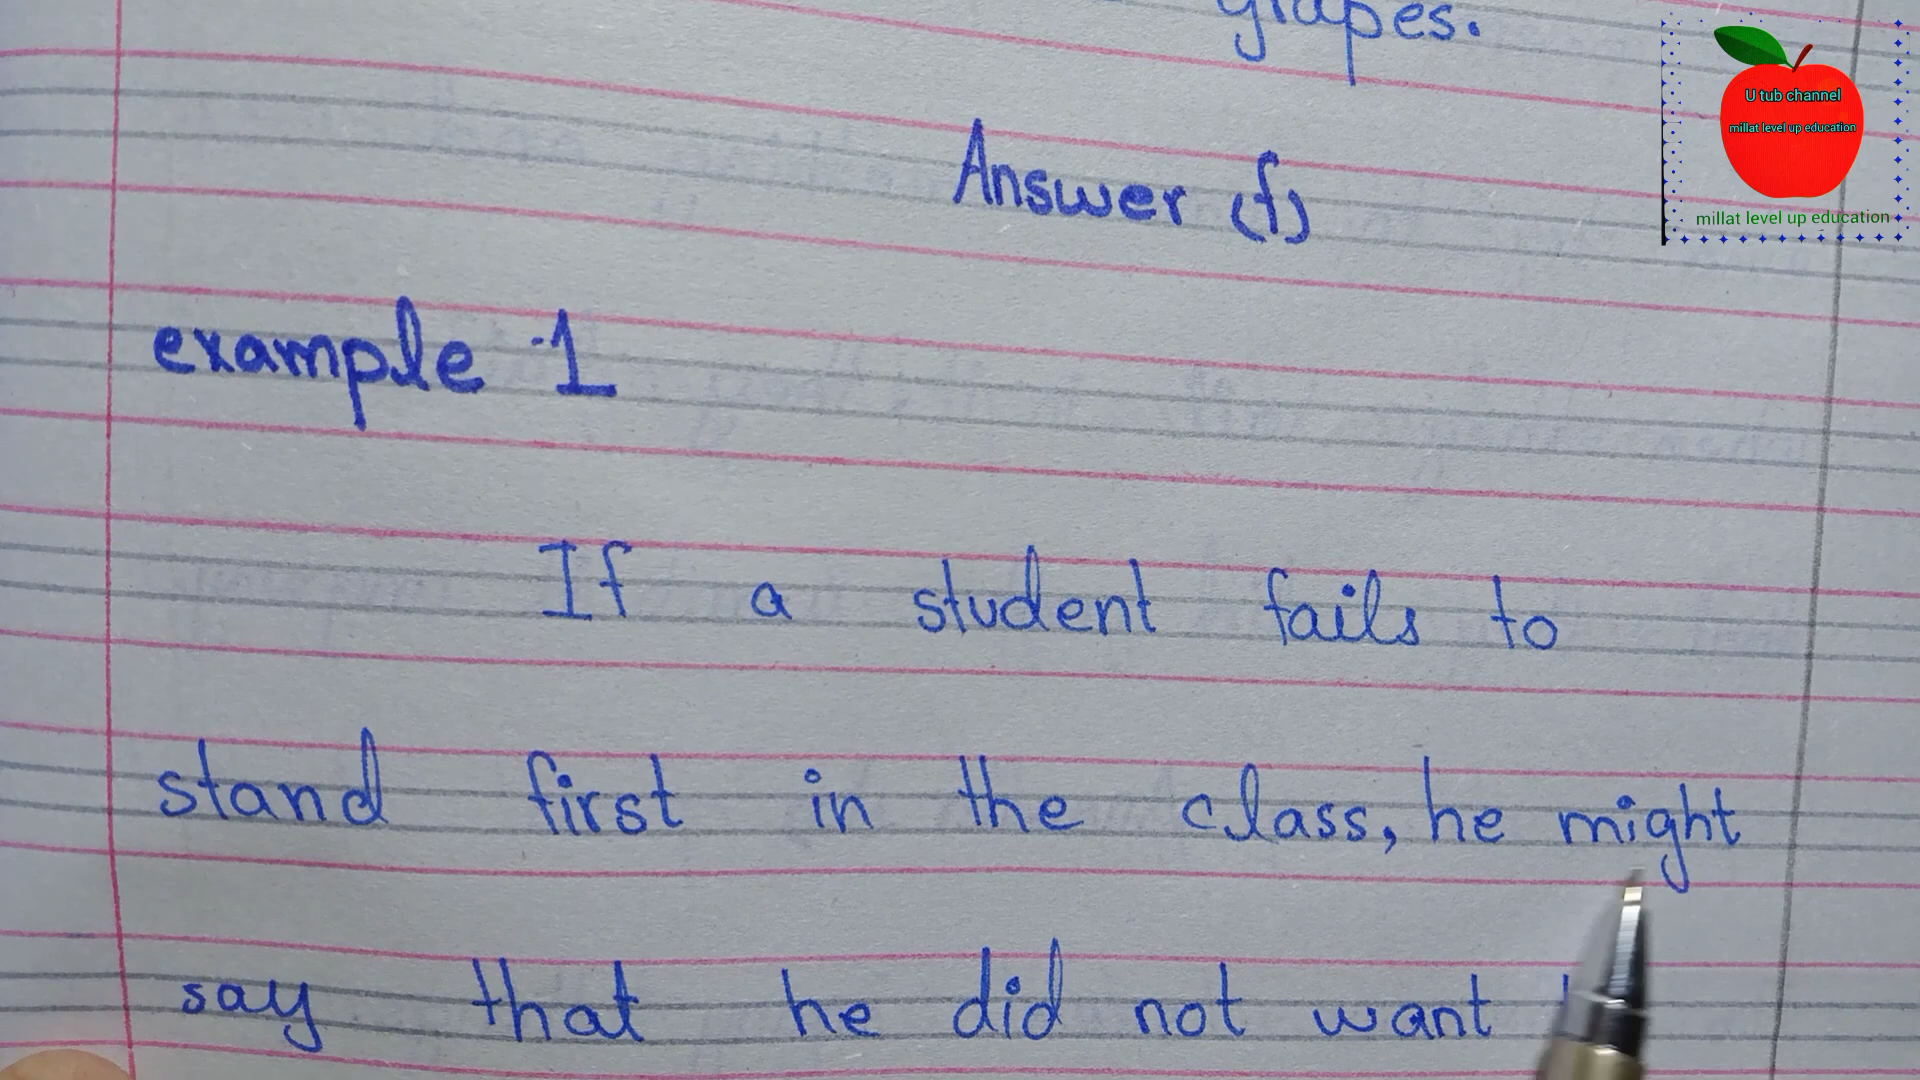 grapes.
U tub channel
millat level up education
millat level up education
Answer (f)
example 1
If a student fails to
stand first in the class, he might
say that he did not want